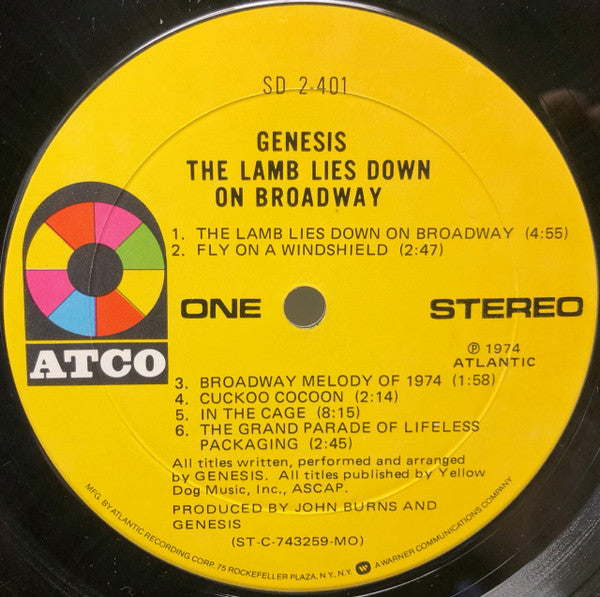 SD 2-401
GENESIS
THE LAMB LIES DOWN
ON BROADWAY
1. THE LAMB LIES DOWN ON BROADWAY (4:55)
2. FLY ON A WINDSHIELD (2:47)
ATCO
ONE
STEREO
℗ 1974
ATLANTIC
3. BROADWAY MELODY OF 1974 (1:58)
4. CUCKOO COCOON (2:14)
5. IN THE CAGE (8:15)
6. THE GRAND PARADE OF LIFELESS
PACKAGING (2:45)
All titles written, performed and arranged
by GENESIS. All titles published by Yellow
Dog Music, Inc., ASCAP.
PRODUCED BY JOHN BURNS AND
GENESIS
(ST-C-743259-MO)
MFG. BY ATLANTIC RECORDING CORP. 75 ROCKEFELLER PLAZA, N.Y., N.Y. W A WARNER COMMUNICATIONS COMPANY